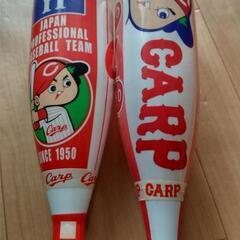 JAPAN
PROFESSIONAL
BASEBALL TEAM
Carp
SINCE 1950
Carp
CARP
CARP